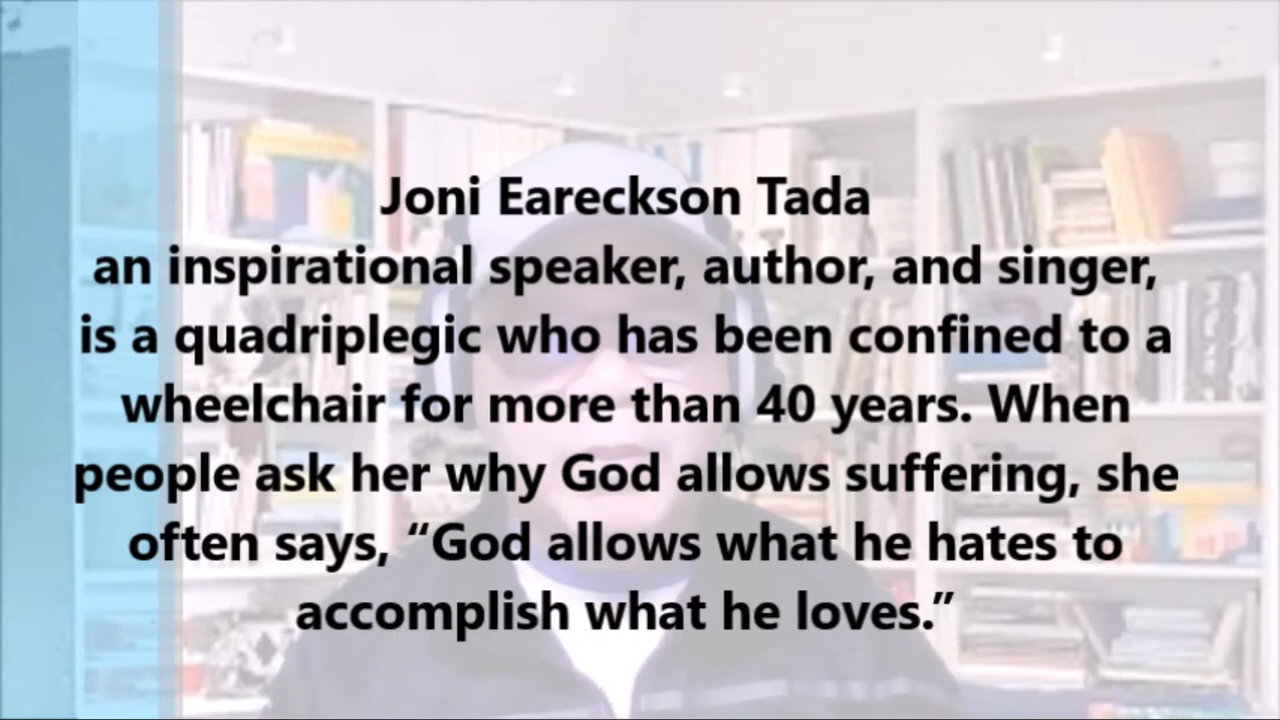 Joni Eareckson Tada
an inspirational speaker, author, and singer,
is a quadriplegic who has been confined to a
wheelchair for more than 40 years. When
people ask her why God allows suffering, she
often says, “God allows what he hates to
accomplish what he loves.”